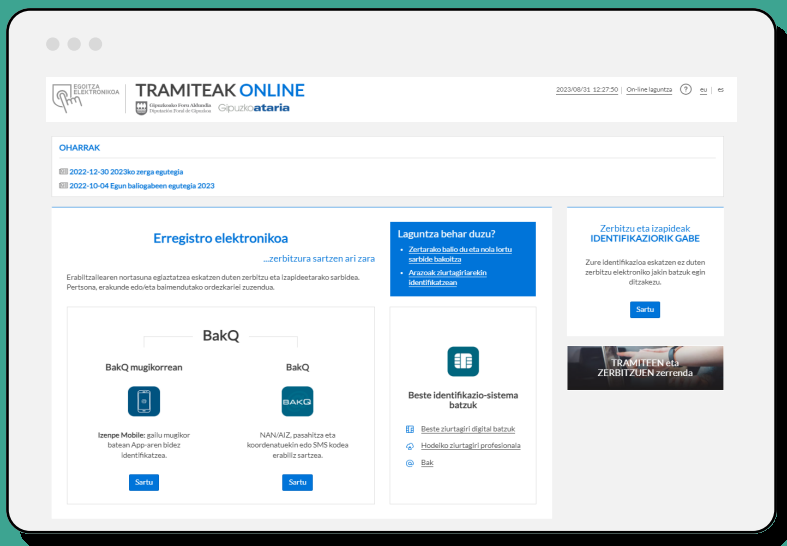 EGOITZA
ELEKTRONIKOA
TRAMITEAK ONLINE
Gipuzkoako Foru Aldundia
Diputación Foral de Gipuzkoa
Gipuzkoataria
2023/08/31 12:27:50 | On-line laguntza ? eu | es
OHARRAK
2022-12-30 2023ko zerga egutegia
2022-10-04 Egun baliogabeen egutegia 2023
Erregistro elektronikoa
...zerbitzura sartzen ari zara
Erabiltzailearen nortasuna egiaztatzea eskatzen duten zerbitzu eta izapideetarako sarbidea.
Pertsona, erakunde edo/eta baimendutako ordezkariei zuzendua.
Laguntza behar duzu?
• Zertarako balio du eta nola lortu
sarbide bakoitza
• Arazoak ziurtagiriarekin
identifikatzean
BakQ
BakQ mugikorrean
Izenpe Mobile: gailu mugikor
batean App-aren bidez
identifikatzea.
Sartu
BakQ
BAKQ
NAN/AIZ, pasahitza eta
koordenatuekin edo SMS kodea
erabiliz sartzea.
Sartu
Beste identifikazio-sistema
batzuk
Beste ziurtagiri digital batzuk
Hodeiko ziurtagiri profesionala
Bak
Zerbitzu eta izapideak
IDENTIFIKAZIORIK GABE
Zure identifikazioa eskatzen ez duten
zerbitzu elektroniko jakin batzuk egin
ditzakezu.
Sartu
TRAMITEEN eta
ZERBITZUEN zerrenda